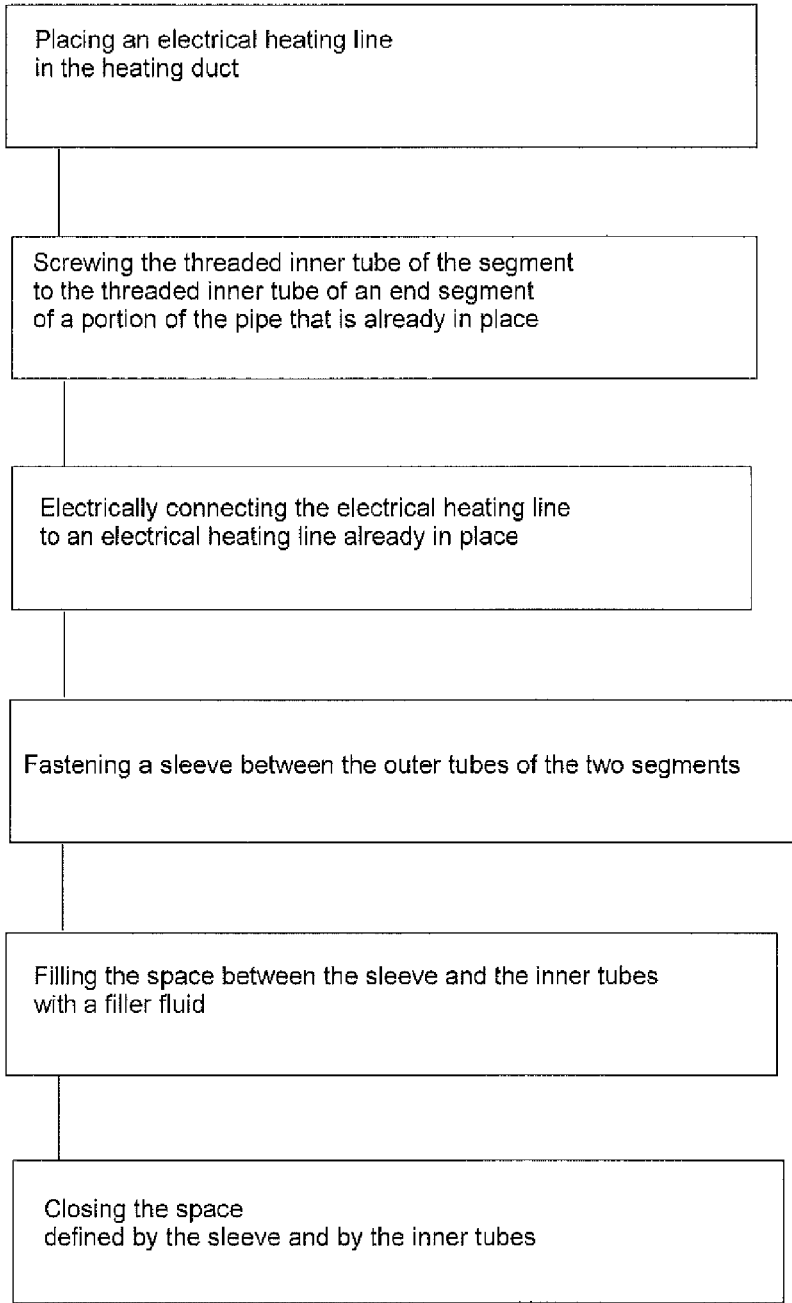 Placing an electrical heating line
in the heating duct
Screwing the threaded inner tube of the segment
to the threaded inner tube of an end segment
of a portion of the pipe that is already in place
Electrically connecting the electrical heating line
to an electrical heating line already in place
Fastening a sleeve between the outer tubes of the two segments
Filling the space between the sleeve and the inner tubes
with a filler fluid
Closing the space
defined by the sleeve and by the inner tubes